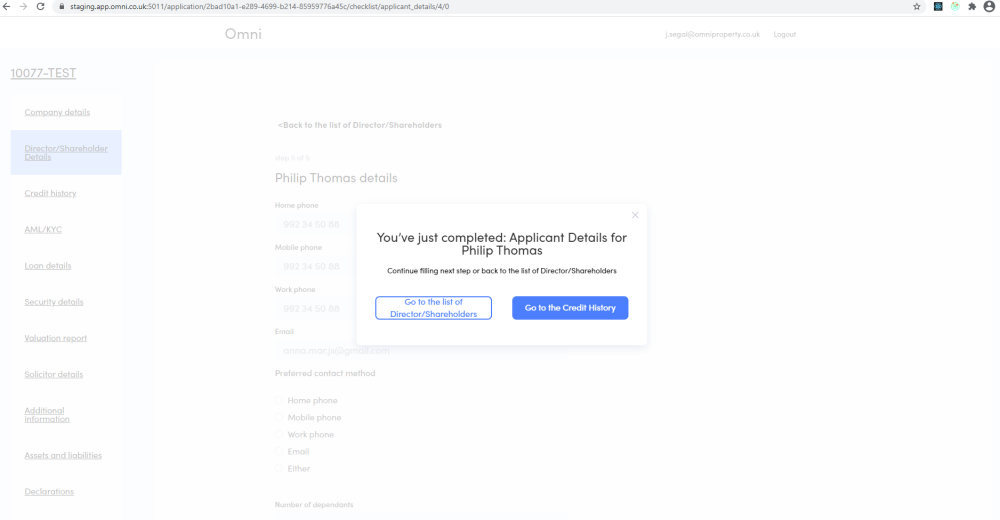 staging.app.omni.co.uk:5011/application/2bad10a1-e289-4699-b214-85959776a45c/checklist/applicant_details/4/0
Omni
j.segal@omniproperty.co.uk Logout
10077-TEST
Company details
Director/Shareholder
Details
Credit history
AML/KYC
Loan details
Security details
Valuation report
Solicitor details
Additional
information
Assets and liabilities
Declarations
<Back to the list of Director/Shareholders
Philip Thomas details
Home phone
992 34 50 88
Mobile phone
992 34 50 88
Work phone
992 34 50 88
Email
anna.mar.js@gmail.com
Preferred contact method
Home phone
Mobile phone
Work phone
Email
Either
Number of dependants
You've just completed: Applicant Details for
Philip Thomas
Continue filling next step or back to the list of Director/Shareholders
Go to the list of
Director/Shareholders
Go to the Credit History